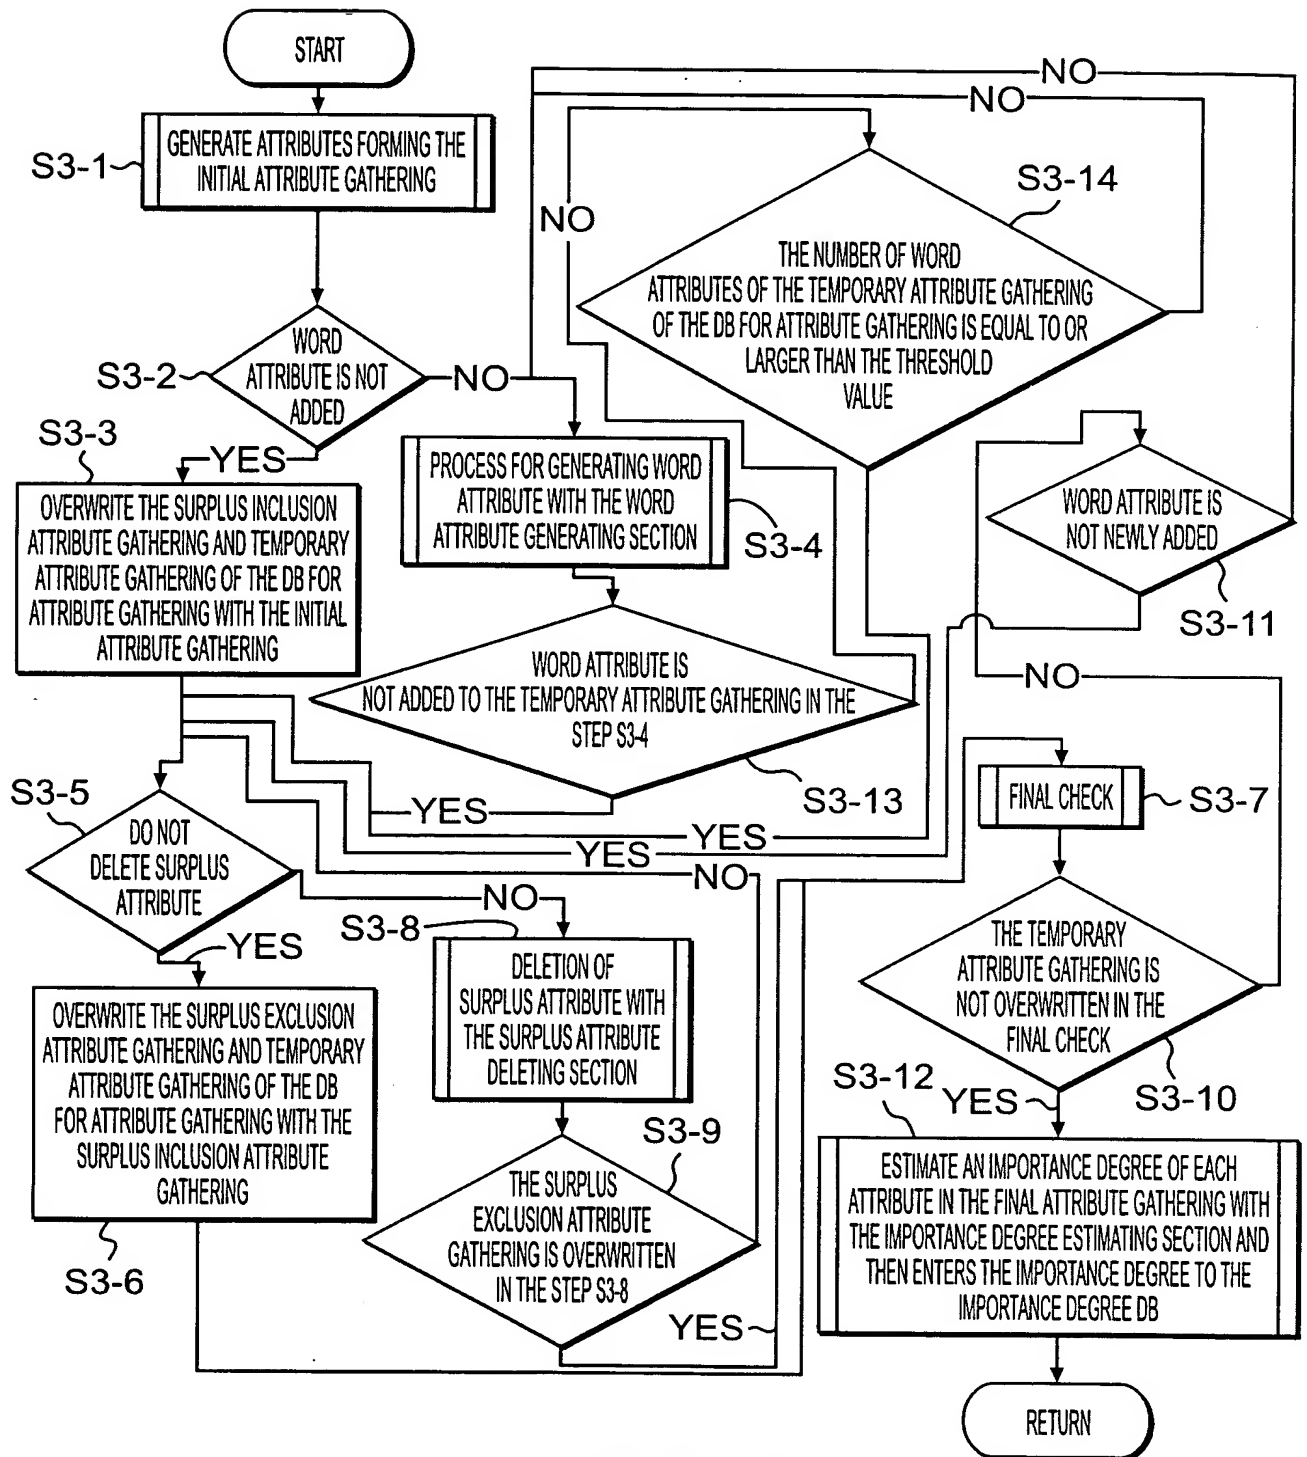 START
GENERATE ATTRIBUTES FORMING THE
INITIAL ATTRIBUTE GATHERING
S3-1
WORD
ATTRIBUTE IS NOT
ADDED
S3-2
NO
YES
S3-3
OVERWRITE THE SURPLUS INCLUSION
ATTRIBUTE GATHERING AND TEMPORARY
ATTRIBUTE GATHERING OF THE DB FOR
ATTRIBUTE GATHERING WITH THE INITIAL
ATTRIBUTE GATHERING
PROCESS FOR GENERATING WORD
ATTRIBUTE WITH THE WORD
ATTRIBUTE GENERATING SECTION
S3-4
WORD ATTRIBUTE IS
NOT ADDED TO THE TEMPORARY ATTRIBUTE GATHERING IN THE
STEP S3-4
S3-13
YES
NO
THE NUMBER OF WORD
ATTRIBUTES OF THE TEMPORARY ATTRIBUTE GATHERING
OF THE DB FOR ATTRIBUTE GATHERING IS EQUAL TO OR
LARGER THAN THE THRESHOLD
VALUE
S3-14
NO
NO
YES
WORD ATTRIBUTE IS
NOT NEWLY ADDED
S3-11
YES
NO
S3-5
DO NOT
DELETE SURPLUS
ATTRIBUTE
NO
YES
OVERWRITE THE SURPLUS EXCLUSION
ATTRIBUTE GATHERING AND TEMPORARY
ATTRIBUTE GATHERING OF THE DB
FOR ATTRIBUTE GATHERING WITH THE
SURPLUS INCLUSION ATTRIBUTE
GATHERING
S3-6
S3-8
DELETION OF
SURPLUS ATTRIBUTE WITH
THE SURPLUS ATTRIBUTE
DELETING SECTION
S3-9
THE SURPLUS
EXCLUSION ATTRIBUTE
GATHERING IS OVERWRITTEN
IN THE STEP S3-8
NO
YES
FINAL CHECK
S3-7
THE TEMPORARY
ATTRIBUTE GATHERING IS
NOT OVERWRITTEN IN THE
FINAL CHECK
S3-10
YES
S3-12
ESTIMATE AN IMPORTANCE DEGREE OF EACH
ATTRIBUTE IN THE FINAL ATTRIBUTE GATHERING WITH
THE IMPORTANCE DEGREE ESTIMATING SECTION AND
THEN ENTERS THE IMPORTANCE DEGREE TO THE
IMPORTANCE DEGREE DB
RETURN